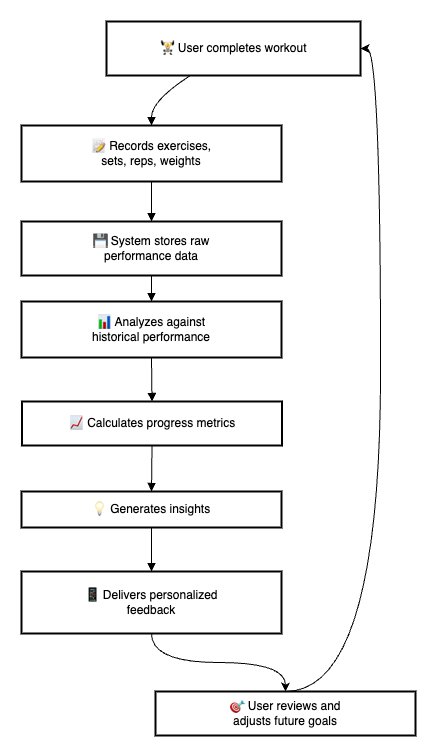 🏋️ User completes workout
📝 Records exercises,
sets, reps, weights
💾 System stores raw
performance data
📊 Analyzes against
historical performance
📈 Calculates progress metrics
💡 Generates insights
📱 Delivers personalized
feedback
🎯 User reviews and
adjusts future goals